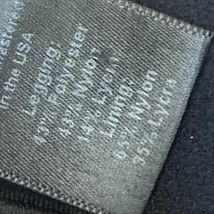 in the USA
Legging:
43% Polyester
43% Nylon
14% Lycra
Lining:
65% Nylon
35% Lycra